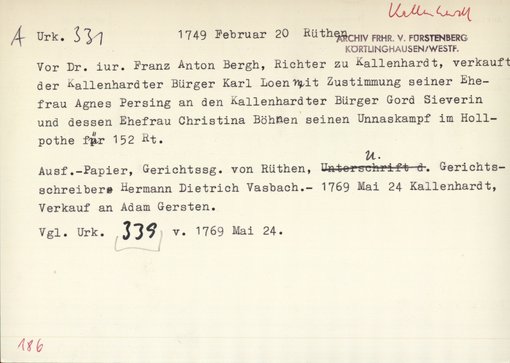 Kallenhardt
A Urk. 331 1749 Februar 20 Rüthen
ARCHIV FRHR. V. FÜRSTENBERG
KÖRTLINGHAUSEN/WESTF.
Vor Dr. iur. Franz Anton Bergh, Richter zu Kallenhardt, verkauft
der Kallenhardter Bürger Karl Loen mit Zustimmung seiner Ehe-
frau Agnes Persing an den Kallenhardter Bürger Gord Sieverin
und dessen Ehefrau Christina Böhnen seinen Unnaskampf im Holl-
pothe für 152 Rt.
Ausf.-Papier, Gerichtssg. von Rüthen, u. Unterschrift d. Gerichts-
schreibers Hermann Dietrich Vasbach.- 1769 Mai 24 Kallenhardt,
Verkauf an Adam Gersten.
Vgl. Urk. 339 v. 1769 Mai 24.
186